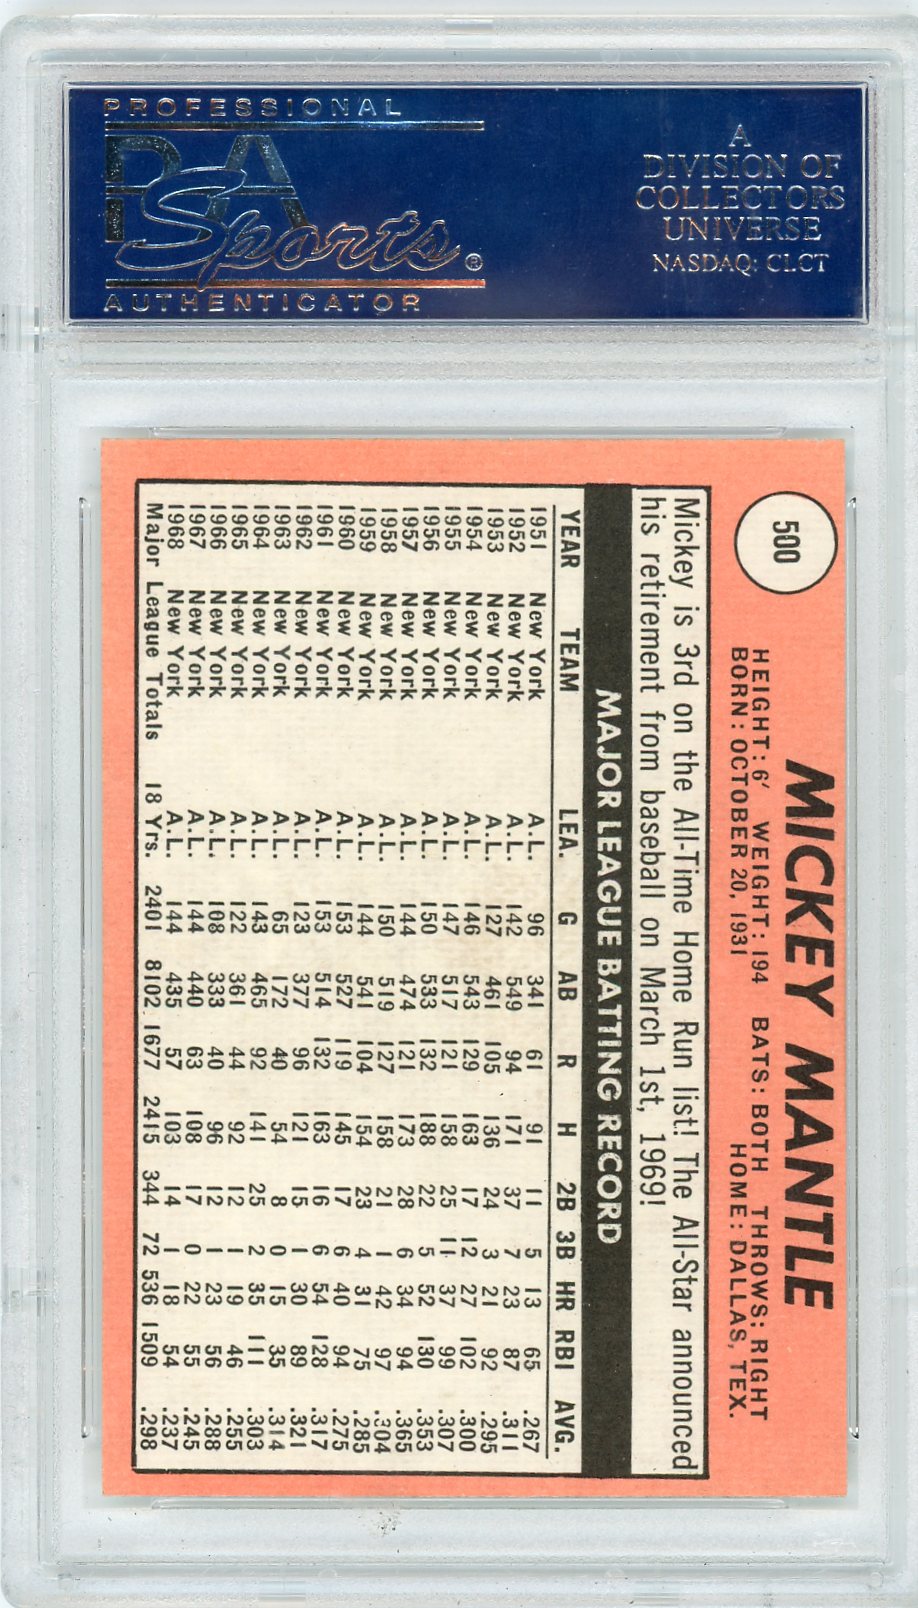 PROFESSIONAL
PSA
Sports®
AUTHENTICATOR
A
DIVISION OF
COLLECTORS
UNIVERSE
NASDAQ: CLCT
500
MICKEY MANTLE
HEIGHT: 6' WEIGHT: 194 BATS: BOTH THROWS: RIGHT
BORN: OCTOBER 20, 1931 HOME: DALLAS, TEX.
Mickey is 3rd on the All-Time Home Run list! The All-Star announced
his retirement from baseball on March 1st, 1969!
MAJOR LEAGUE BATTING RECORD
YEAR TEAM LEA. G AB R H 2B 3B HR RBI AVG.
1951 New York A.L. 96 341 61 91 11 5 13 65 .267
1952 New York A.L. 142 549 94 171 37 7 23 87 .311
1953 New York A.L. 127 461 105 136 24 3 21 92 .295
1954 New York A.L. 146 543 129 163 17 12 27 102 .300
1955 New York A.L. 147 517 121 158 25 11 37 99 .307
1956 New York A.L. 150 533 132 188 22 5 52 130 .353
1957 New York A.L. 144 474 121 173 28 6 34 94 .365
1958 New York A.L. 150 519 127 158 21 1 42 97 .304
1959 New York A.L. 144 541 104 154 23 4 31 75 .285
1960 New York A.L. 153 527 119 145 17 6 40 94 .275
1961 New York A.L. 153 514 132 163 16 6 54 128 .317
1962 New York A.L. 123 377 96 121 15 1 30 89 .321
1963 New York A.L. 65 172 40 54 8 0 15 35 .314
1964 New York A.L. 143 465 92 141 25 2 35 111 .303
1965 New York A.L. 122 361 44 92 12 1 19 46 .255
1966 New York A.L. 108 333 40 96 12 1 23 56 .288
1967 New York A.L. 144 440 63 108 17 0 22 55 .245
1968 New York A.L. 144 435 57 103 14 1 18 54 .237
Major League Totals 18 Yrs. 2401 8102 1677 2415 344 72 536 1509 .298